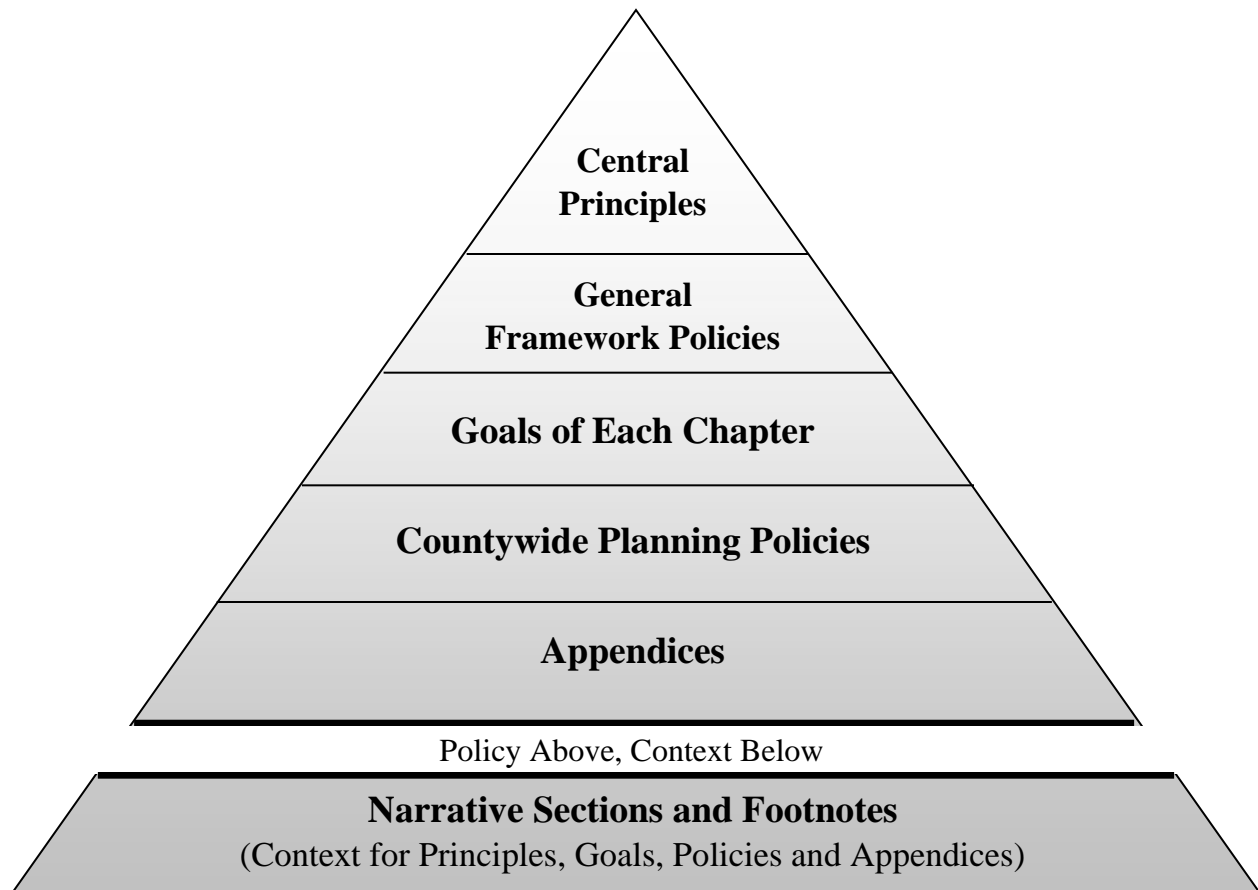 Central
Principles
General
Framework Policies
Goals of Each Chapter
Countywide Planning Policies
Appendices
Policy Above, Context Below
Narrative Sections and Footnotes
(Context for Principles, Goals, Policies and Appendices)